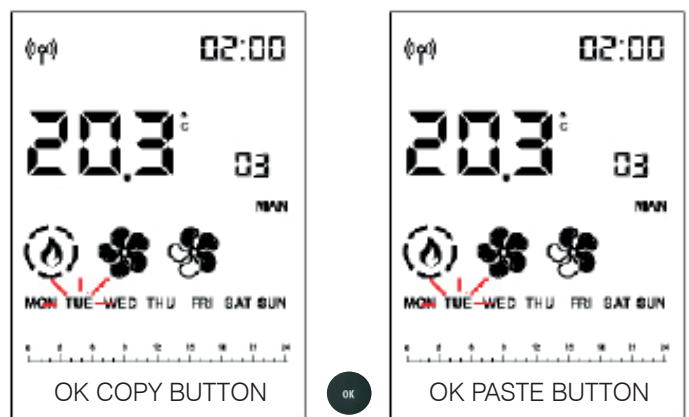 02:00
20.3 °C
03
MAN
MON TUE WED THU FRI SAT SUN
OK COPY BUTTON
OK
02:00
20.3 °C
03
MAN
MON TUE WED THU FRI SAT SUN
OK PASTE BUTTON